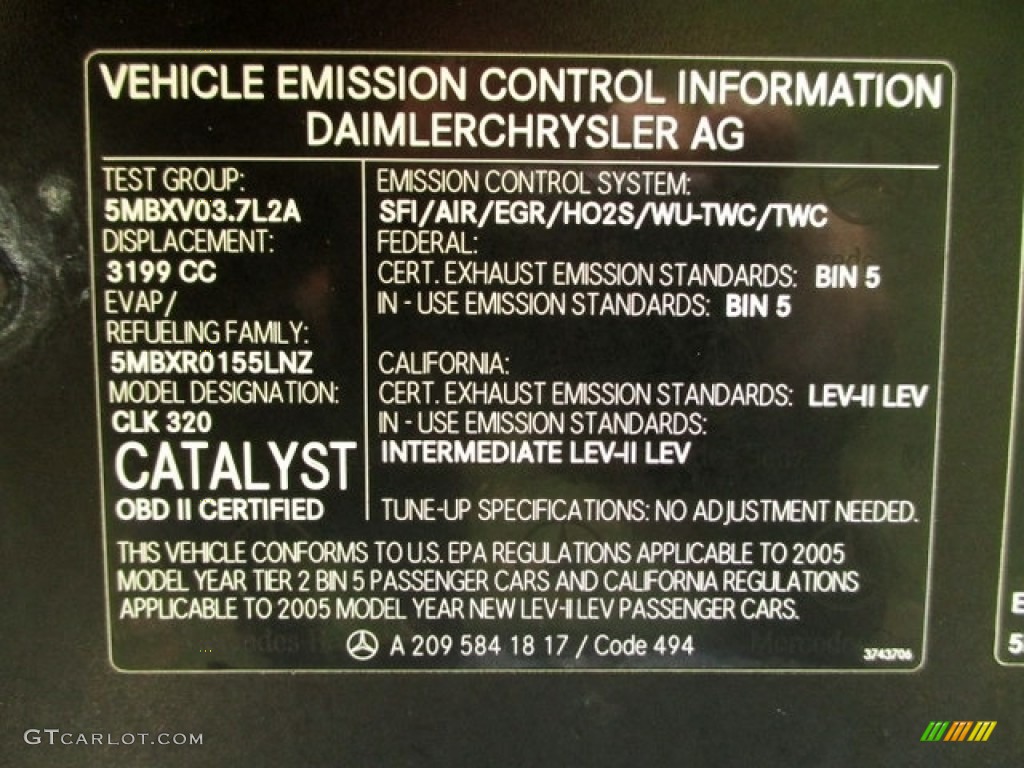 VEHICLE EMISSION CONTROL INFORMATION
DAIMLERCHRYSLER AG
TEST GROUP:
5MBXV03.7L2A
DISPLACEMENT:
3199 CC
EVAP/
REFUELING FAMILY:
5MBXR0155LNZ
MODEL DESIGNATION:
CLK 320
CATALYST
OBD II CERTIFIED
EMISSION CONTROL SYSTEM:
SFI/AIR/EGR/HO2S/WU-TWC/TWC
FEDERAL:
CERT. EXHAUST EMISSION STANDARDS: BIN 5
IN - USE EMISSION STANDARDS: BIN 5
CALIFORNIA:
CERT. EXHAUST EMISSION STANDARDS: LEV-II LEV
IN - USE EMISSION STANDARDS:
INTERMEDIATE LEV-II LEV
TUNE-UP SPECIFICATIONS: NO ADJUSTMENT NEEDED.
THIS VEHICLE CONFORMS TO U.S. EPA REGULATIONS APPLICABLE TO 2005
MODEL YEAR TIER 2 BIN 5 PASSENGER CARS AND CALIFORNIA REGULATIONS
APPLICABLE TO 2005 MODEL YEAR NEW LEV-II LEV PASSENGER CARS.
A 209 584 18 17 / Code 494
3743706
GTCARLOT.COM